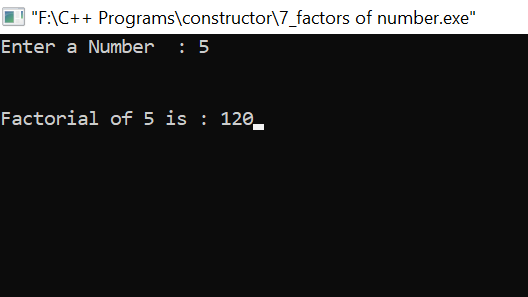 "F:\C++ Programs\constructor\7_factors of number.exe"
Enter a Number  : 5
Factorial of 5 is : 120